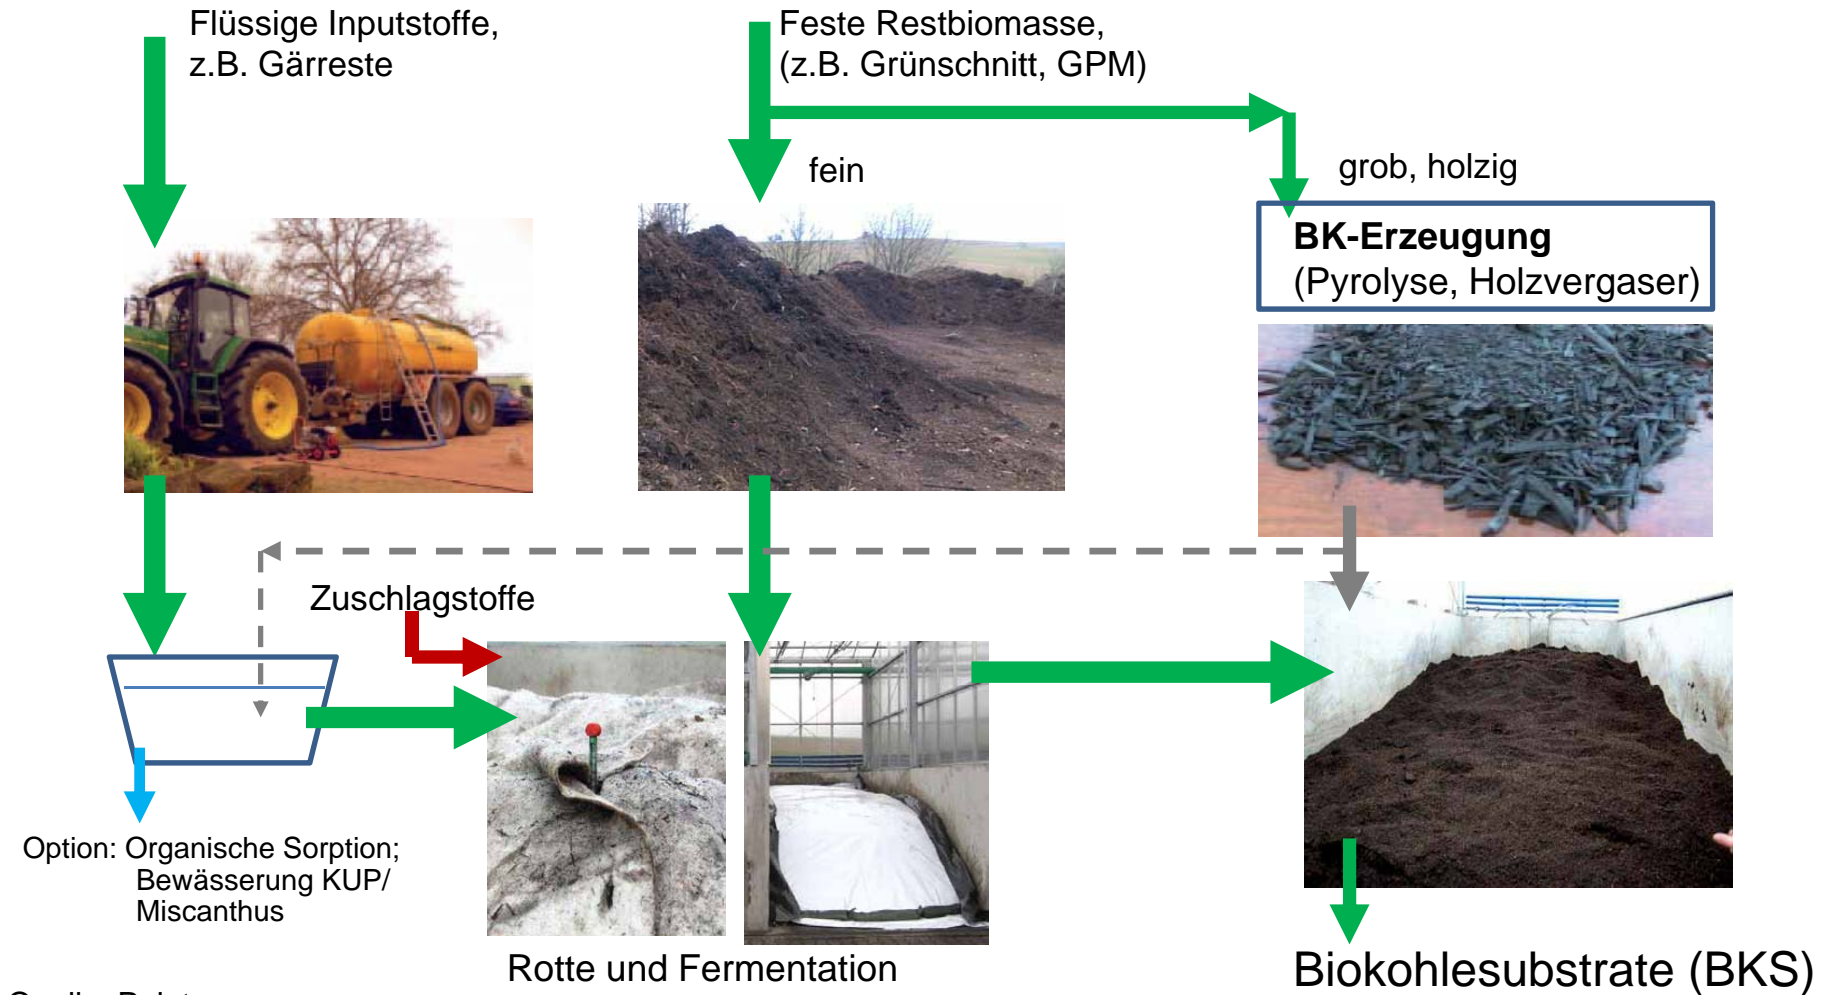 Flüssige Inputstoffe,
z.B. Gärreste
Feste Restbiomasse,
(z.B. Grünschnitt, GPM)
fein
grob, holzig
BK-Erzeugung
(Pyrolyse, Holzvergaser)
Zuschlagstoffe
Option: Organische Sorption;
Bewässerung KUP/
Miscanthus
Rotte und Fermentation
Biokohlesubstrate (BKS)